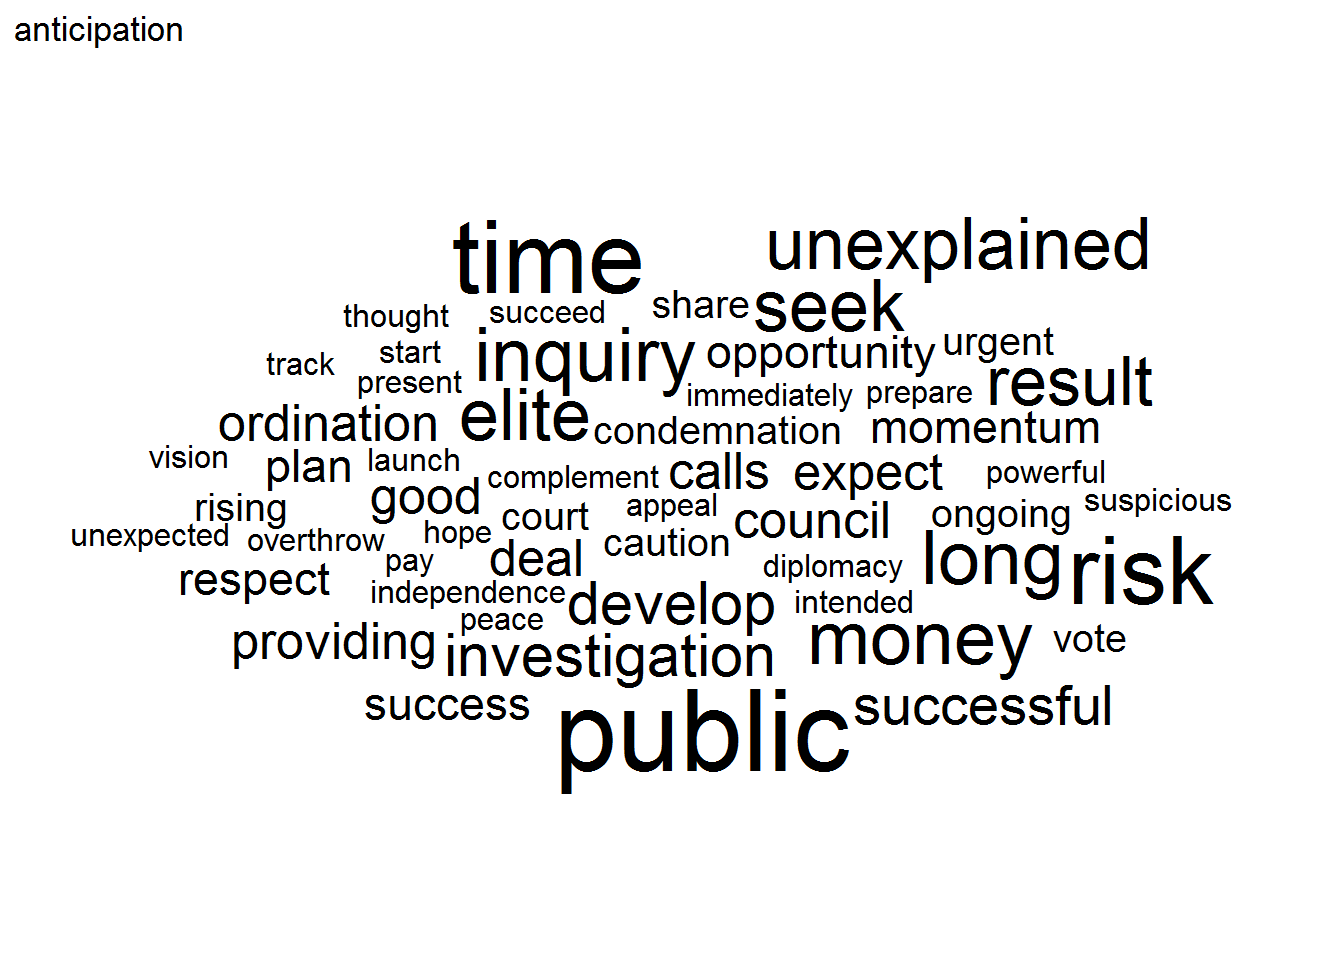 anticipation
time unexplained
thought succeed share seek
track start inquiry opportunity urgent
present immediately prepare result
ordination elite condemnation momentum
vision plan launch complement calls expect powerful
rising good court appeal council ongoing suspicious
unexpected overthrow hope deal caution long risk
respect pay independence diplomacy
providing peace develop intended
investigation money vote
success public successful